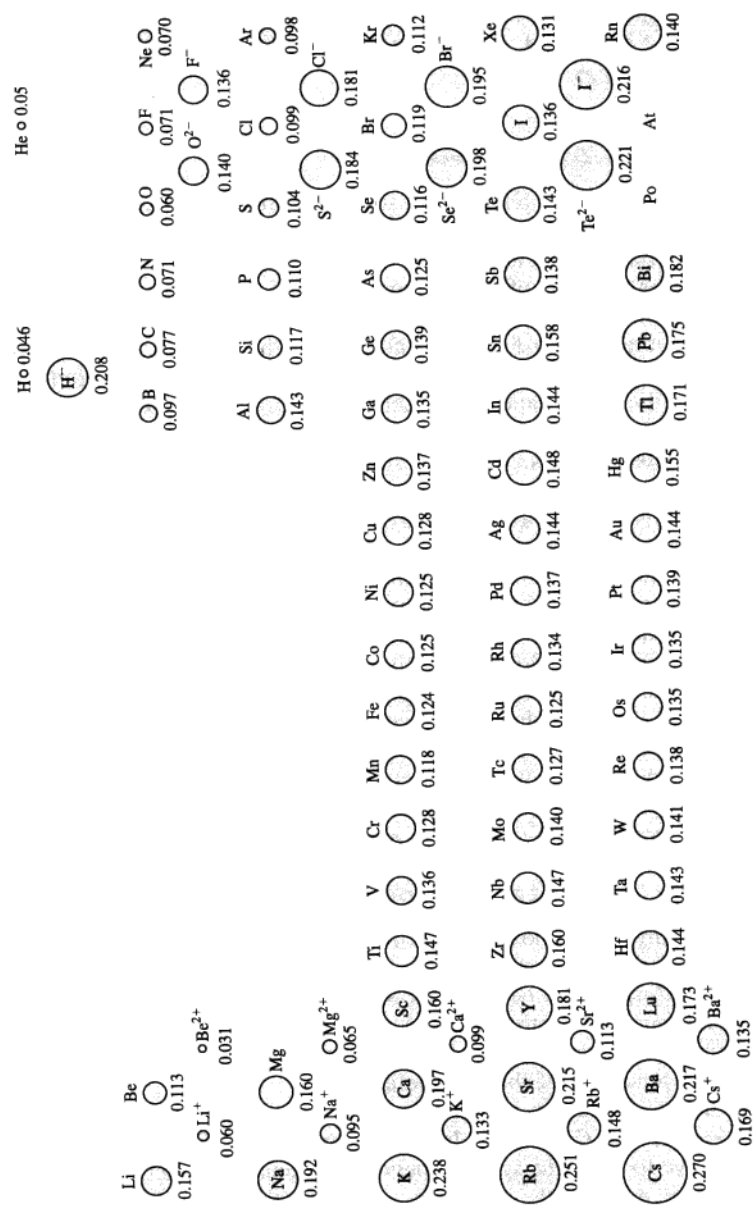 H 0.046 He 0.05
H⁻
0.208
Li Be B C N O F Ne
0.157 0.113 0.097 0.077 0.071 0.060 0.071 0.070
Li⁺ Be²⁺ O²⁻ F⁻
0.060 0.031 0.140 0.136
Na Mg Al Si P S Cl Ar
0.192 0.160 0.143 0.117 0.110 0.104 0.099 0.098
Na⁺ Mg²⁺ S²⁻ Cl⁻
0.095 0.065 0.184 0.181
K Ca Sc Ti V Cr Mn Fe Co Ni Cu Zn Ga Ge As Se Br Kr
0.238 0.197 0.160 0.147 0.136 0.128 0.118 0.124 0.125 0.125 0.128 0.137 0.135 0.139 0.125 0.116 0.119 0.112
K⁺ Ca²⁺ Se²⁻ Br⁻
0.133 0.099 0.198 0.195
Rb Sr Y Zr Nb Mo Tc Ru Rh Pd Ag Cd In Sn Sb Te I Xe
0.251 0.215 0.181 0.160 0.147 0.140 0.127 0.125 0.134 0.137 0.144 0.148 0.144 0.158 0.138 0.143 0.136 0.131
Rb⁺ Sr²⁺ Te²⁻ I⁻
0.148 0.113 0.221 0.216
Cs Ba Lu Hf Ta W Re Os Ir Pt Au Hg Tl Pb Bi Po At Rn
0.270 0.217 0.173 0.144 0.143 0.141 0.138 0.135 0.135 0.139 0.144 0.155 0.171 0.175 0.182 0.140
Cs⁺ Ba²⁺
0.169 0.135